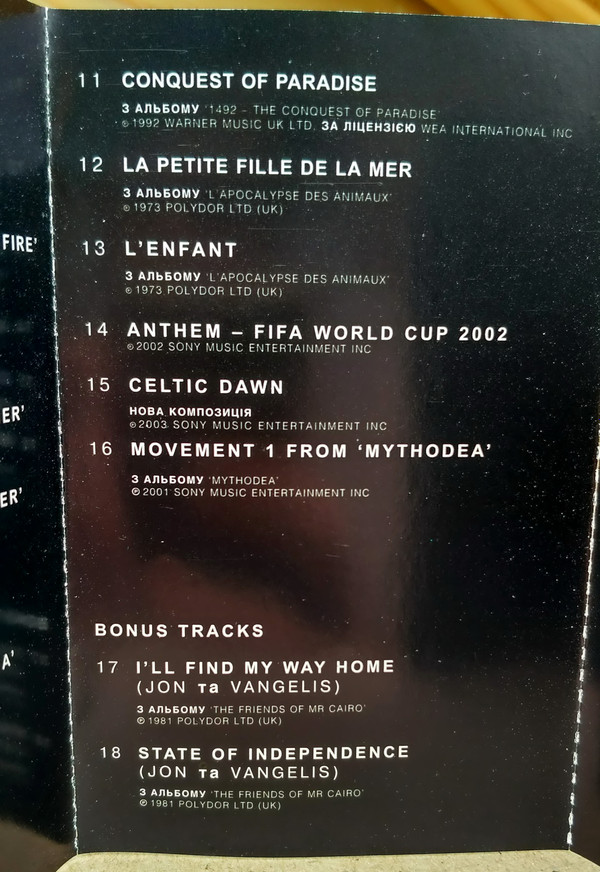 FIRE'
ER'
ER'
A'
11 CONQUEST OF PARADISE
З АЛЬБОМУ '1492 – THE CONQUEST OF PARADISE'
℗ 1992 WARNER MUSIC UK LTD. ЗА ЛІЦЕНЗІЄЮ WEA INTERNATIONAL INC
12 LA PETITE FILLE DE LA MER
З АЛЬБОМУ 'L'APOCALYPSE DES ANIMAUX'
℗ 1973 POLYDOR LTD (UK)
13 L'ENFANT
З АЛЬБОМУ 'L'APOCALYPSE DES ANIMAUX'
℗ 1973 POLYDOR LTD (UK)
14 ANTHEM – FIFA WORLD CUP 2002
℗ 2002 SONY MUSIC ENTERTAINMENT INC
15 CELTIC DAWN
НОВА КОМПОЗИЦІЯ
℗ 2003 SONY MUSIC ENTERTAINMENT INC
16 MOVEMENT 1 FROM 'MYTHODEA'
З АЛЬБОМУ 'MYTHODEA'
℗ 2001 SONY MUSIC ENTERTAINMENT INC
BONUS TRACKS
17 I'LL FIND MY WAY HOME
(JON та VANGELIS)
З АЛЬБОМУ 'THE FRIENDS OF MR CAIRO'
℗ 1981 POLYDOR LTD (UK)
18 STATE OF INDEPENDENCE
(JON та VANGELIS)
З АЛЬБОМУ 'THE FRIENDS OF MR CAIRO'
℗ 1981 POLYDOR LTD (UK)